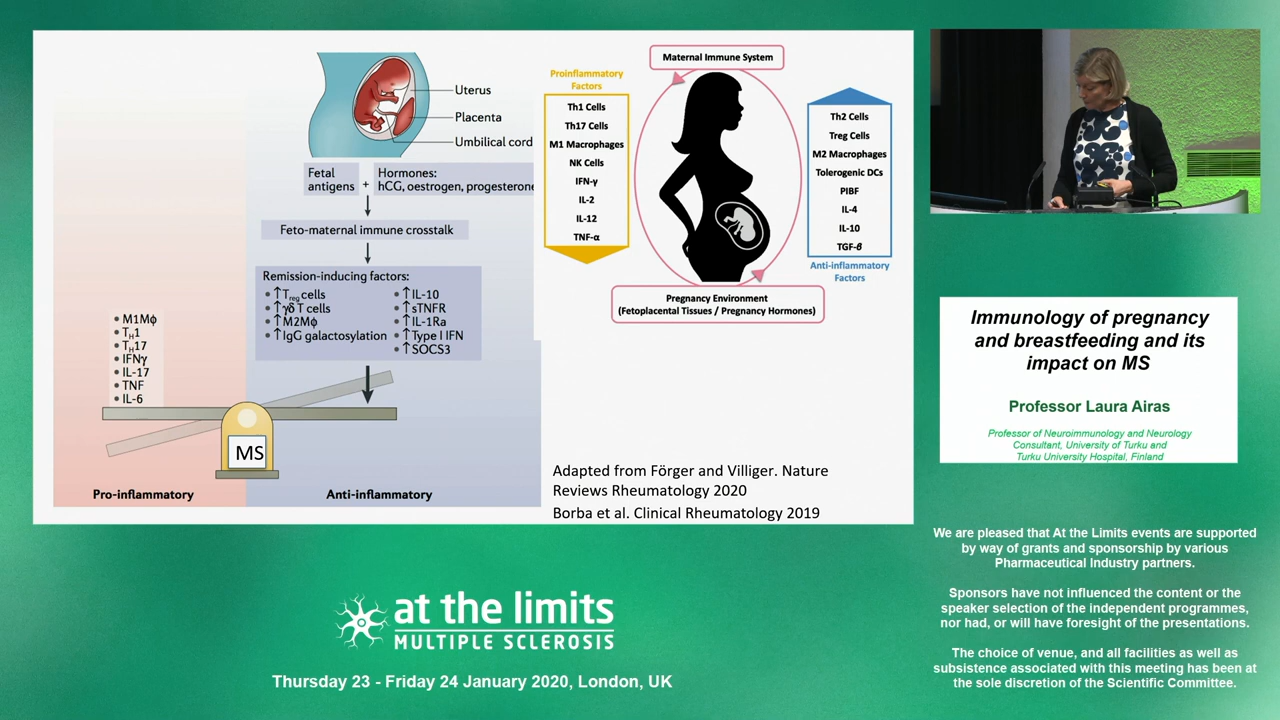 Uterus
Placenta
Umbilical cord
Fetal
antigens
+
Hormones:
hCG, oestrogen, progesterone
Feto-maternal immune crosstalk
Remission-inducing factors:
• ↑Treg cells
• ↑γδ T cells
• ↑M2Mϕ
• ↑IgG galactosylation
• ↑IL-10
• ↑sTNFR
• ↑IL-1Ra
• ↑Type I IFN
• ↑SOCS3
• M1Mϕ
• TH1
• TH17
• IFNγ
• IL-17
• TNF
• IL-6
MS
Pro-inflammatory
Anti-inflammatory
Maternal Immune System
Proinflammatory
Factors
Th1 Cells
Th17 Cells
M1 Macrophages
NK Cells
IFN-γ
IL-2
IL-12
TNF-α
Th2 Cells
Treg Cells
M2 Macrophages
Tolerogenic DCs
PIBF
IL-4
IL-10
TGF-β
Anti-inflammatory
Factors
Pregnancy Environment
(Fetoplacental Tissues / Pregnancy Hormones)
Adapted from Förger and Villiger. Nature
Reviews Rheumatology 2020
Borba et al. Clinical Rheumatology 2019
Immunology of pregnancy
and breastfeeding and its
impact on MS
Professor Laura Airas
Professor of Neuroimmunology and Neurology
Consultant, University of Turku and
Turku University Hospital, Finland
We are pleased that At the Limits events are supported
by way of grants and sponsorship by various
Pharmaceutical Industry partners.
Sponsors have not influenced the content or the
speaker selection of the independent programmes,
nor had, or will have foresight of the presentations.
The choice of venue, and all facilities as well as
subsistence associated with this meeting has been at
the sole discretion of the Scientific Committee.
at the limits
MULTIPLE SCLEROSIS
Thursday 23 - Friday 24 January 2020, London, UK